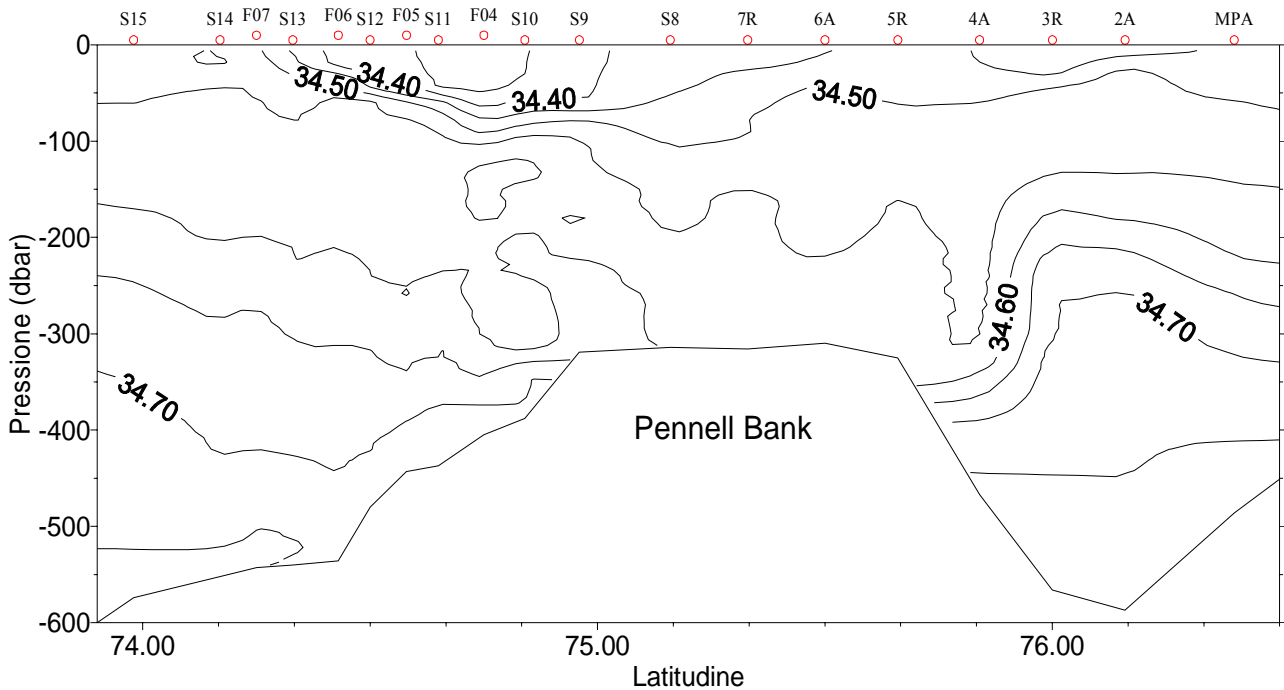 S15 S14 F07 S13 F06 S12 F05 S11 F04 S10 S9 S8 7R 6A 5R 4A 3R 2A MPA
0
-100
-200
-300
-400
-500
-600
34.50
34.40
34.40
34.50
34.60
34.70
34.70
Pennell Bank
Pressione (dbar)
74.00 75.00 76.00
Latitudine